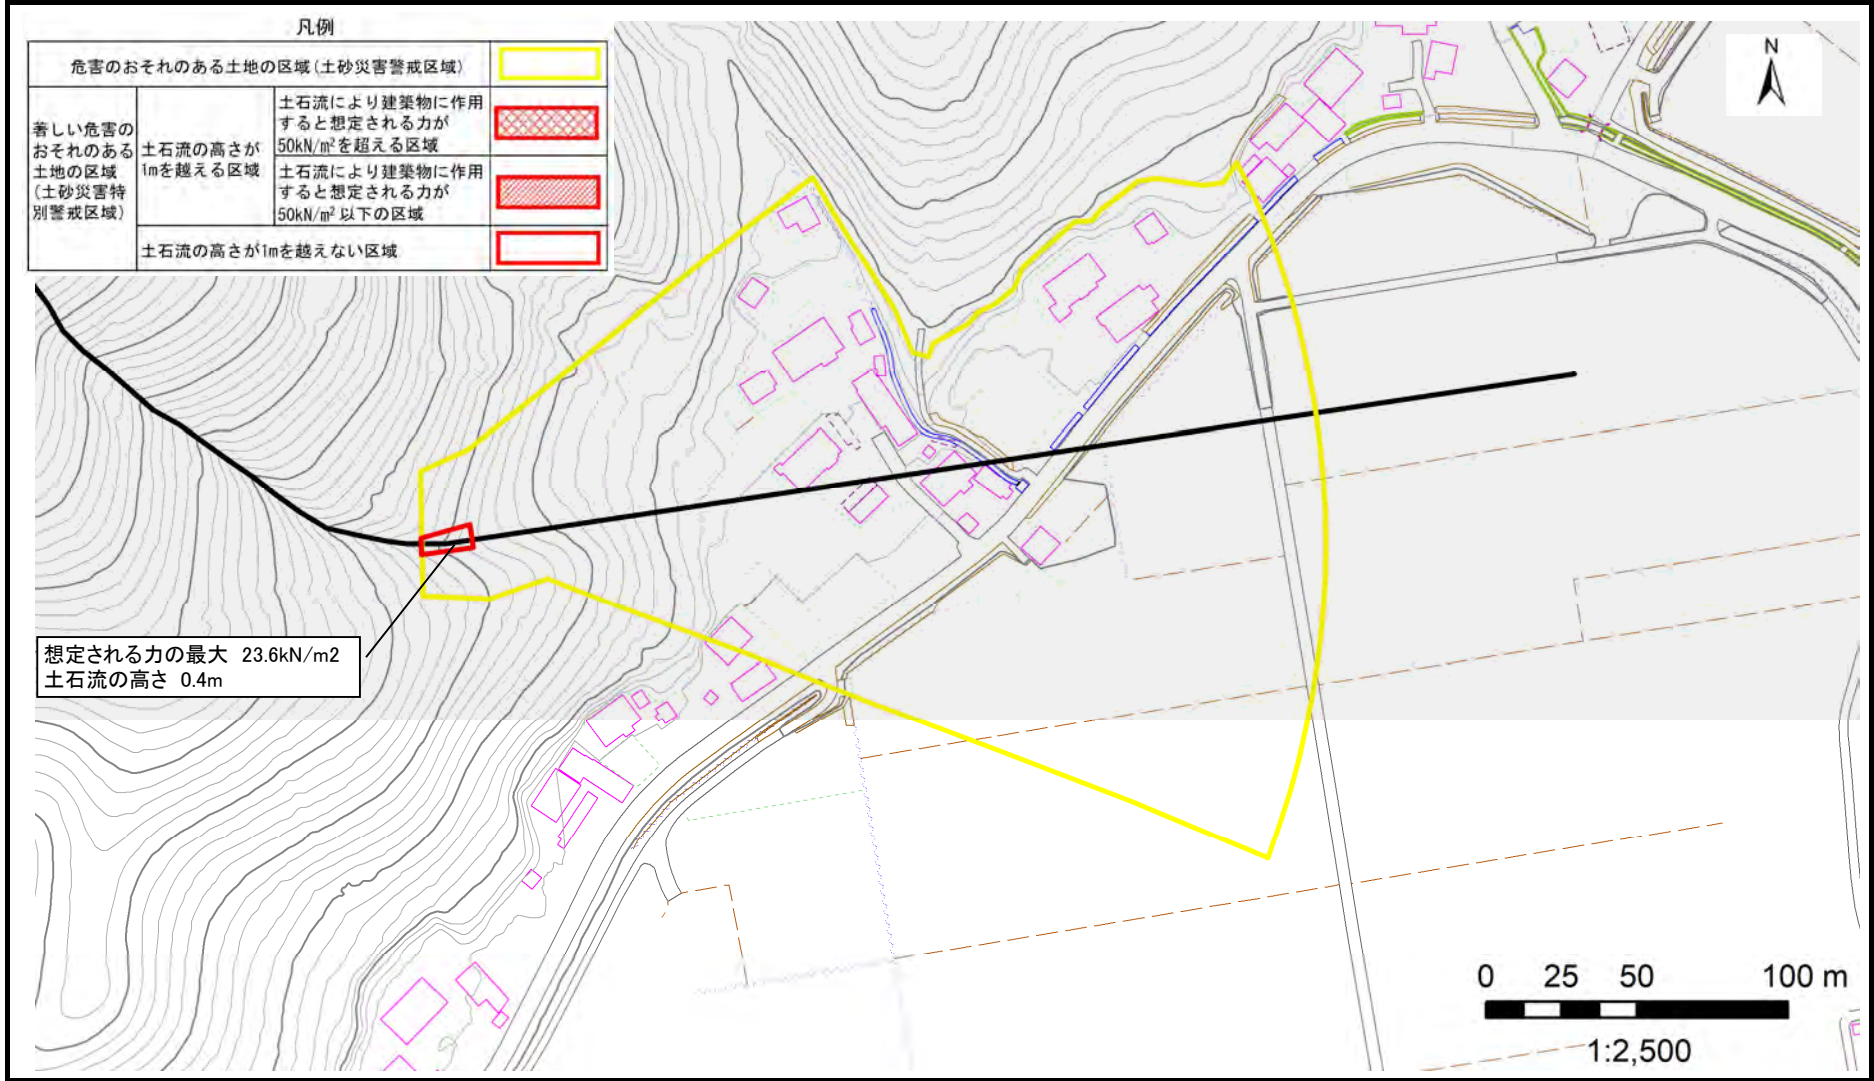 凡例
危害のおそれのある土地の区域(土砂災害警戒区域)
著しい危害の
おそれのある
土地の区域
(土砂災害特
別警戒区域)
土石流の高さが
1mを越える区域
土石流により建築物に作用
すると想定される力が
50kN/㎡を超える区域
土石流により建築物に作用
すると想定される力が
50kN/㎡以下の区域
土石流の高さが1mを越えない区域
N
想定される力の最大 23.6kN/m2
土石流の高さ 0.4m
0 25 50 100 m
1:2,500